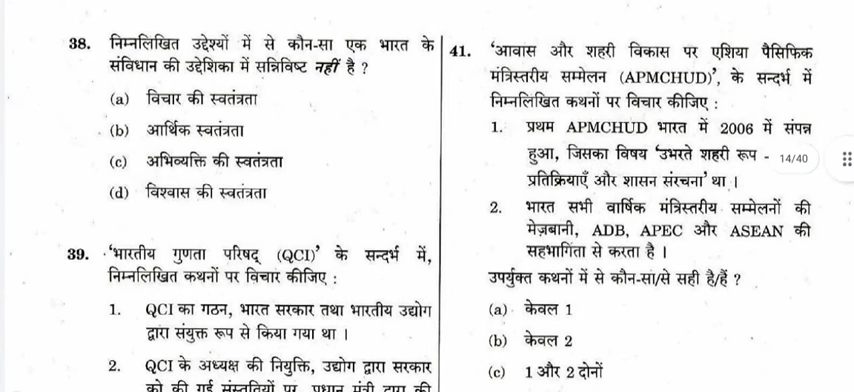 38. निम्नलिखित उद्देश्यों में से कौन-सा एक भारत के
संविधान की उद्देशिका में सन्निविष्ट नहीं है ?
(a) विचार की स्वतंत्रता
(b) आर्थिक स्वतंत्रता
(c) अभिव्यक्ति की स्वतंत्रता
(d) विश्वास की स्वतंत्रता
39. 'भारतीय गुणता परिषद् (QCI)' के सन्दर्भ में,
निम्नलिखित कथनों पर विचार कीजिए :
1. QCI का गठन, भारत सरकार तथा भारतीय उद्योग
द्वारा संयुक्त रूप से किया गया था ।
2. QCI के अध्यक्ष की नियुक्ति, उद्योग द्वारा सरकार
को की गई संस्तुतियों पर, प्रधान मंत्री द्वारा की
41. 'आवास और शहरी विकास पर एशिया पैसिफिक
मंत्रिस्तरीय सम्मेलन (APMCHUD)', के सन्दर्भ में
निम्नलिखित कथनों पर विचार कीजिए :
1. प्रथम APMCHUD भारत में 2006 में संपन्न
हुआ, जिसका विषय 'उभरते शहरी रूप -
प्रतिक्रियाएँ और शासन संरचना' था ।
2. भारत सभी वार्षिक मंत्रिस्तरीय सम्मेलनों की
मेज़बानी, ADB, APEC और ASEAN की
सहभागिता से करता है ।
उपर्युक्त कथनों में से कौन-सा/से सही है/हैं ?
(a) केवल 1
(b) केवल 2
(c) 1 और 2 दोनों
14/40